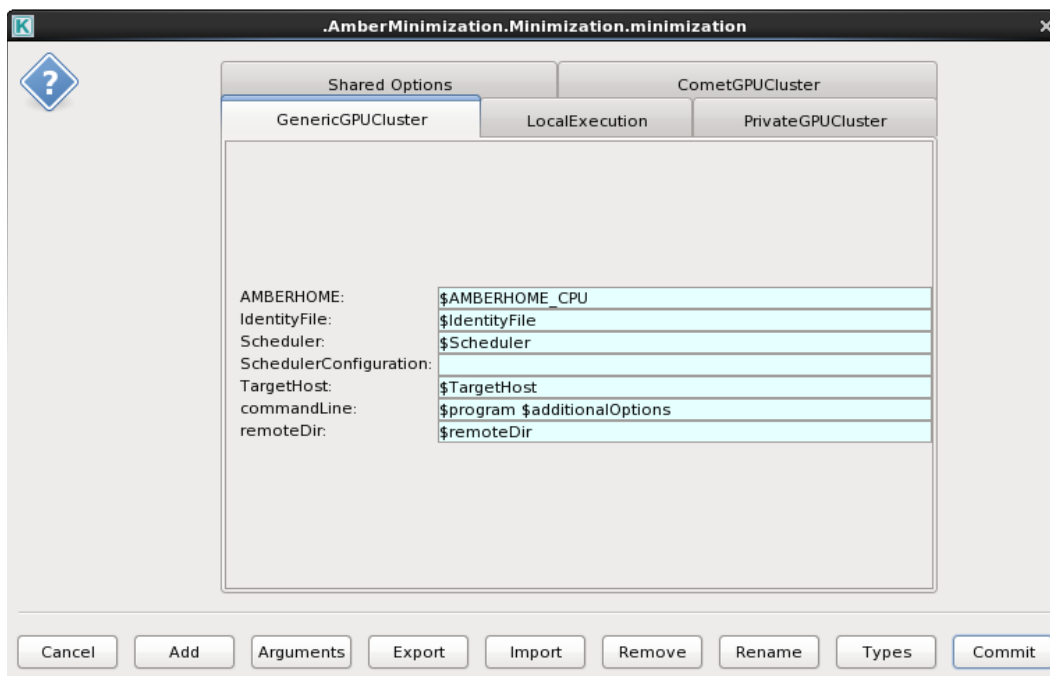 K
.AmberMinimization.Minimization.minimization
x
?
Shared Options
CometGPUCluster
GenericGPUCluster
LocalExecution
PrivateGPUCluster
AMBERHOME: $AMBERHOME_CPU
IdentityFile: $IdentityFile
Scheduler: $Scheduler
SchedulerConfiguration:
TargetHost: $TargetHost
commandLine: $program $additionalOptions
remoteDir: $remoteDir
Cancel
Add
Arguments
Export
Import
Remove
Rename
Types
Commit